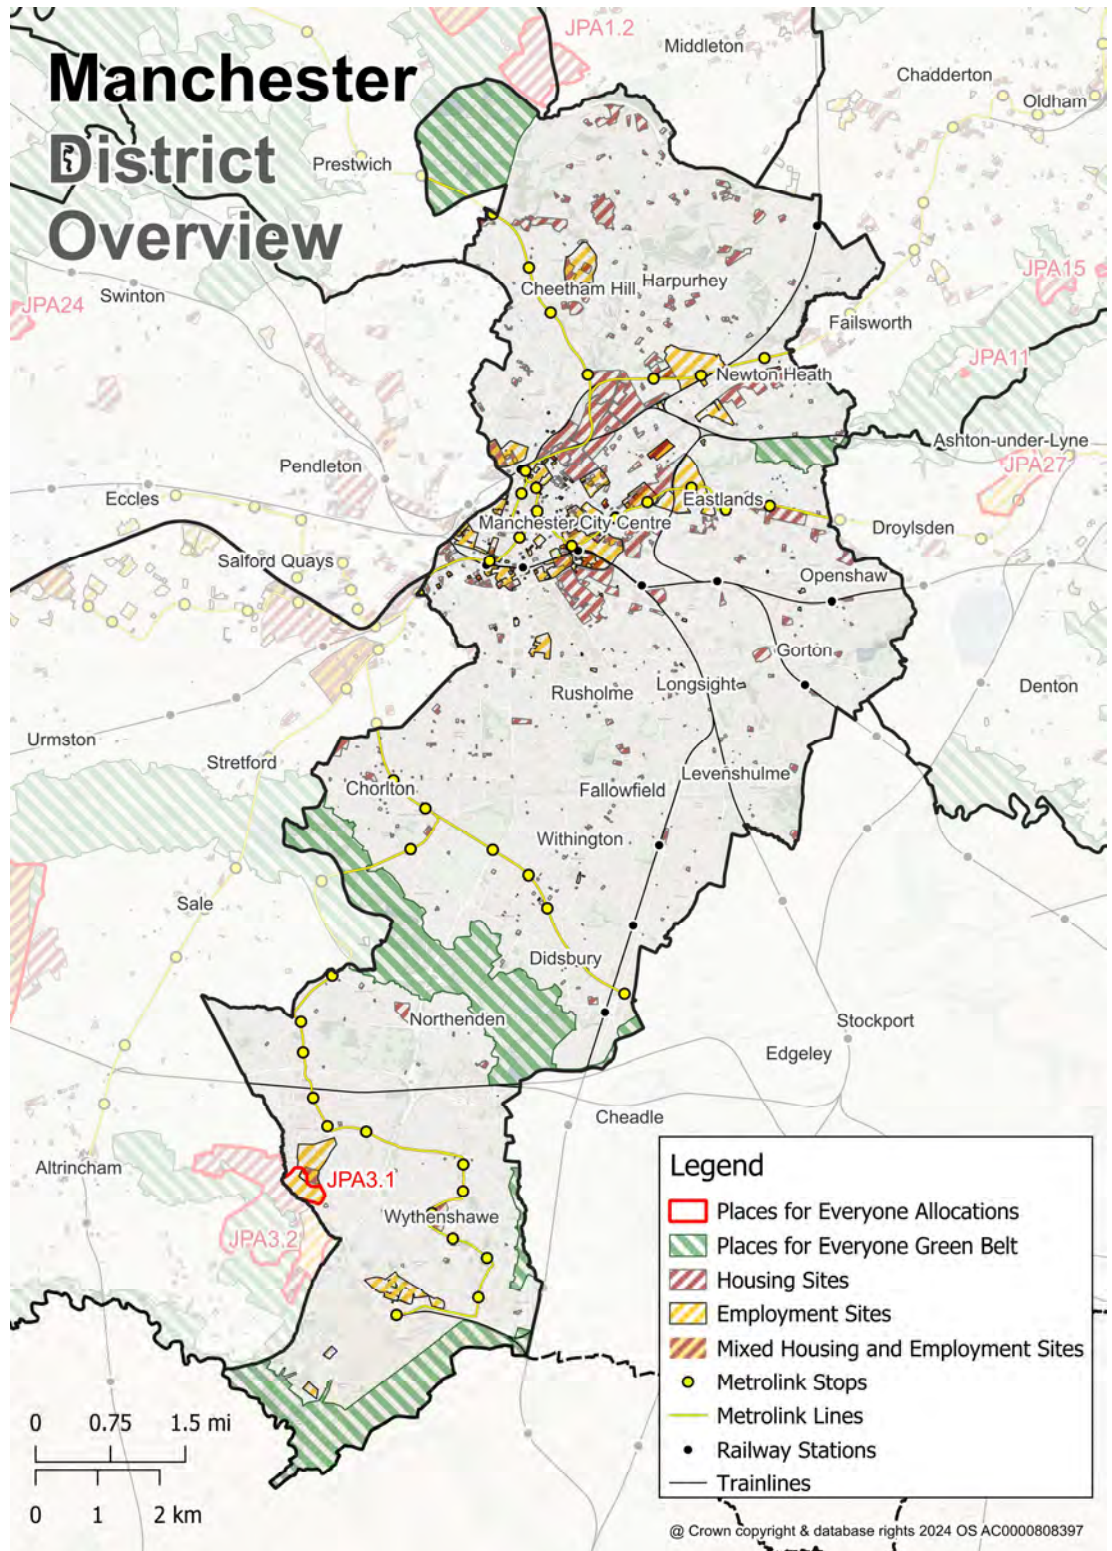 Manchester
District
Overview
JPA1.2
Middleton
Chadderton
Oldham
Prestwich
JPA15
Swinton
JPA24
Cheetham Hill
Harpurhey
Failsworth
JPA11
Newton Heath
Ashton-under-Lyne
JPA27
Pendleton
Eccles
Eastlands
Manchester City Centre
Droylsden
Salford Quays
Openshaw
Gorton
Rusholme
Longsight
Denton
Urmston
Stretford
Levenshulme
Chorlton
Fallowfield
Withington
Sale
Didsbury
Northenden
Stockport
Edgeley
Cheadle
Altrincham
JPA3.1
Wythenshawe
JPA3.2
Legend
Places for Everyone Allocations
Places for Everyone Green Belt
Housing Sites
Employment Sites
Mixed Housing and Employment Sites
Metrolink Stops
Metrolink Lines
Railway Stations
Trainlines
0 0.75 1.5 mi
0 1 2 km
@ Crown copyright & database rights 2024 OS AC0000808397